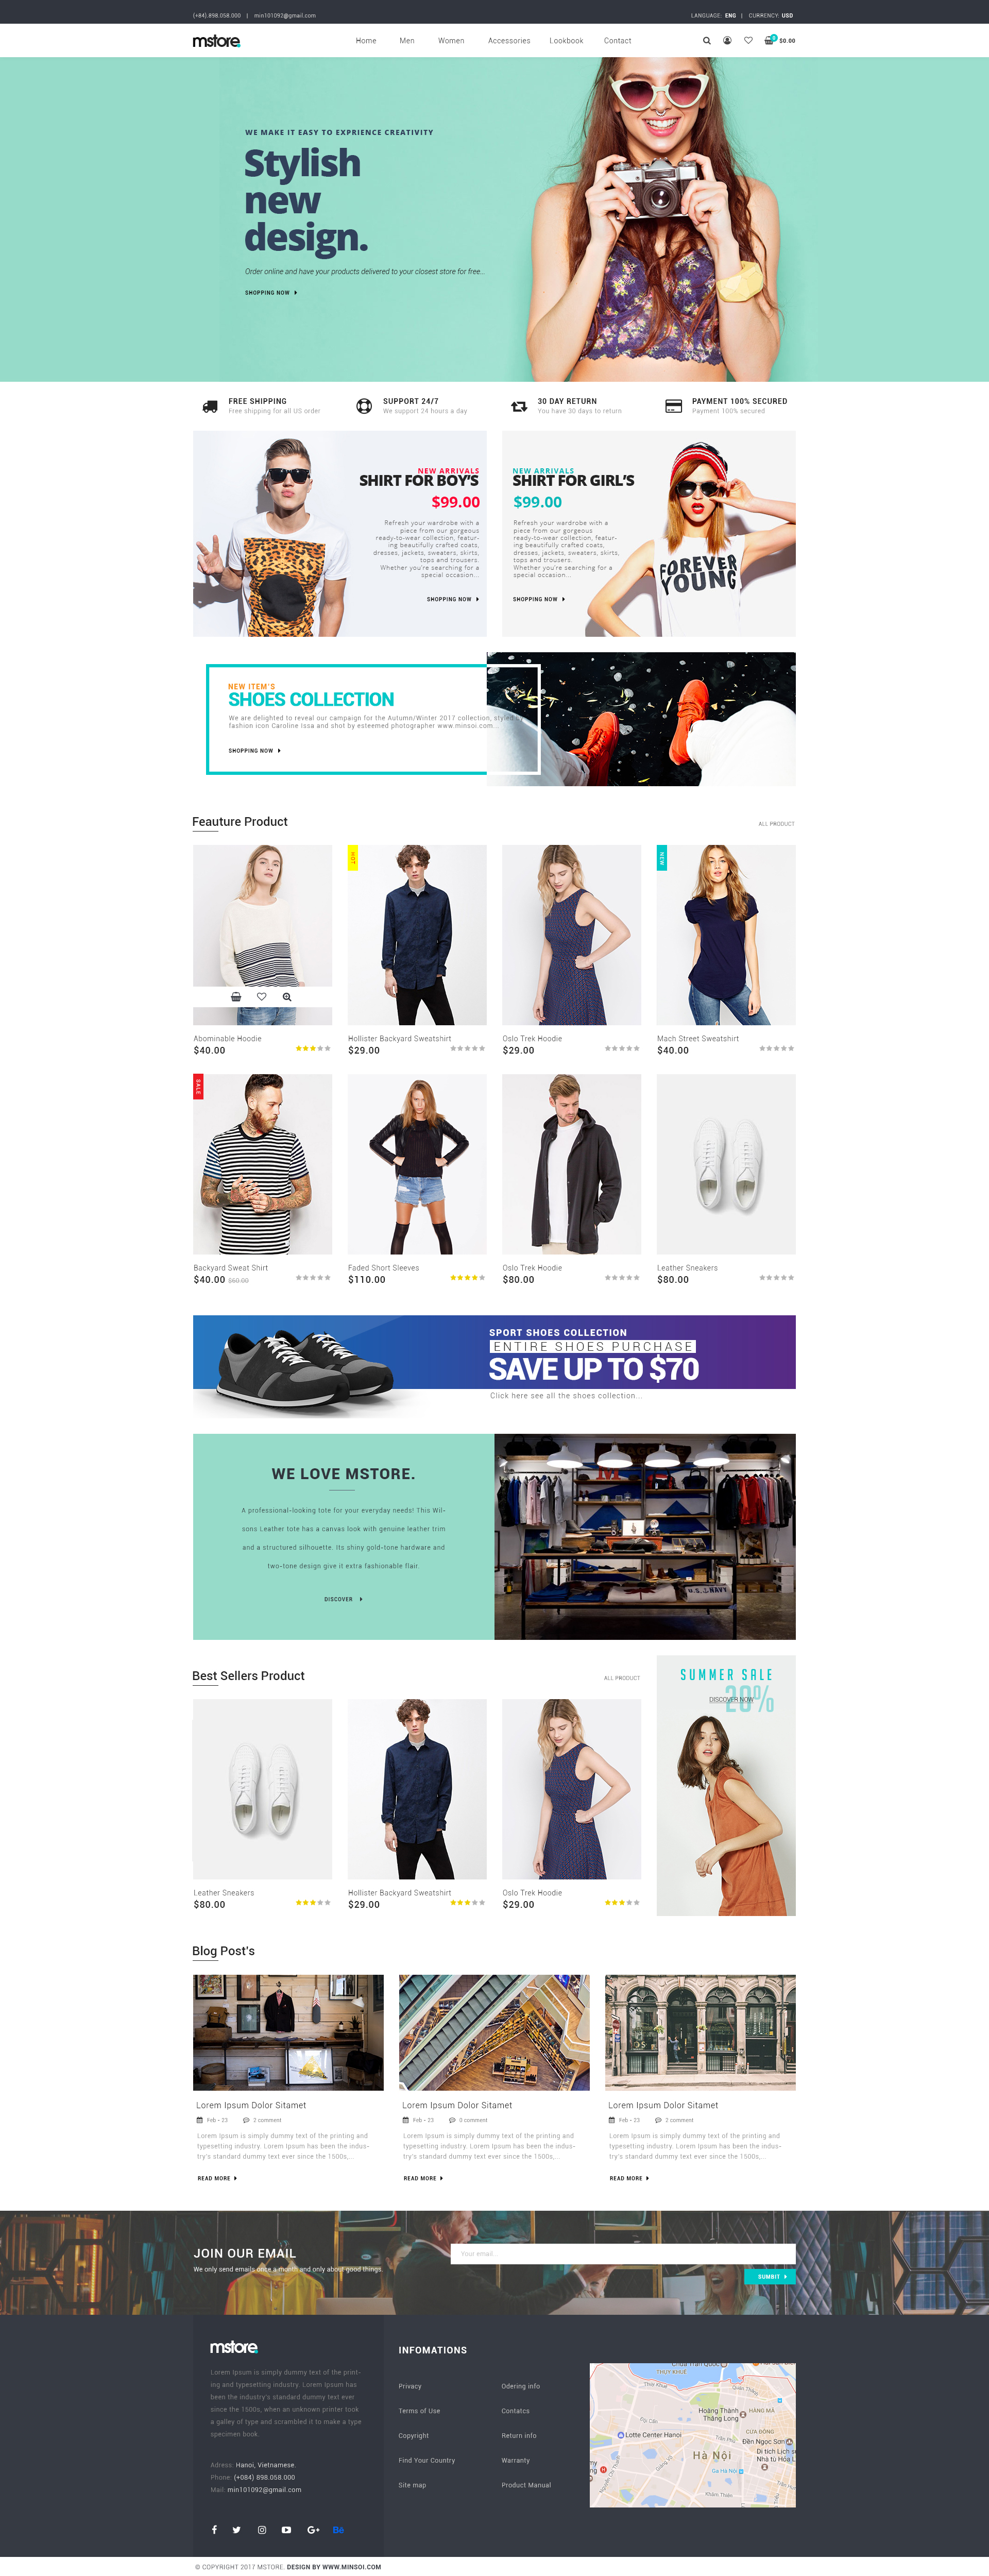 (+84).898.058.000 | min101092@gmail.com
LANGUAGE: ENG | CURRENCY: USD
mstore.
Home Men Women Accessories Lookbook Contact
0 $0.00
WE MAKE IT EASY TO EXPRIENCE CREATIVITY
Stylish
new
design.
Order online and have your products delivered to your closest store for free...
SHOPPING NOW
FREE SHIPPING
Free shipping for all US order
SUPPORT 24/7
We support 24 hours a day
30 DAY RETURN
You have 30 days to return
PAYMENT 100% SECURED
Payment 100% secured
NEW ARRIVALS
SHIRT FOR BOY'S
$99.00
Refresh your wardrobe with a
piece from our gorgeous
ready-to-wear collection, featur-
ing beautifully crafted coats,
dresses, jackets, sweaters, skirts,
tops and trousers.
Whether you're searching for a
special occasion...
SHOPPING NOW
NEW ARRIVALS
SHIRT FOR GIRL'S
$99.00
Refresh your wardrobe with a
piece from our gorgeous
ready-to-wear collection, featur-
ing beautifully crafted coats,
dresses, jackets, sweaters, skirts,
tops and trousers.
Whether you're searching for a
special occasion...
SHOPPING NOW
FOREVER
YOUNG
NEW ITEM'S
SHOES COLLECTION
We are delighted to reveal our campaign for the Autumn/Winter 2017 collection, styled by
fashion icon Caroline Issa and shot by esteemed photographer www.minsoi.com...
SHOPPING NOW
Feauture Product
ALL PRODUCT
HOT
NEW
Abominable Hoodie
$40.00
Hollister Backyard Sweatshirt
$29.00
Oslo Trek Hoodie
$29.00
Mach Street Sweatshirt
$40.00
SALE
Backyard Sweat Shirt
$40.00 $60.00
Faded Short Sleeves
$110.00
Oslo Trek Hoodie
$80.00
Leather Sneakers
$80.00
SPORT SHOES COLLECTION
ENTIRE SHOES PURCHASE
SAVE UP TO $70
Click here see all the shoes collection...
WE LOVE MSTORE.
A professional-looking tote for your everyday needs! This Wil-
sons Leather tote has a canvas look with genuine leather trim
and a structured silhouette. Its shiny gold-tone hardware and
two-tone design give it extra fashionable flair.
DISCOVER
U.S.NAVY
Best Sellers Product
ALL PRODUCT
SUMMER SALE
20%
DISCOVER NOW
Leather Sneakers
$80.00
Hollister Backyard Sweatshirt
$29.00
Oslo Trek Hoodie
$29.00
Blog Post's
Lorem Ipsum Dolor Sitamet
Feb - 23 2 comment
Lorem Ipsum is simply dummy text of the printing and
typesetting industry. Lorem Ipsum has been the indus-
try's standard dummy text ever since the 1500s,...
READ MORE
Lorem Ipsum Dolor Sitamet
Feb - 23 0 comment
Lorem Ipsum is simply dummy text of the printing and
typesetting industry. Lorem Ipsum has been the indus-
try's standard dummy text ever since the 1500s,...
READ MORE
Lorem Ipsum Dolor Sitamet
Feb - 23 2 comment
Lorem Ipsum is simply dummy text of the printing and
typesetting industry. Lorem Ipsum has been the indus-
try's standard dummy text ever since the 1500s,...
READ MORE
JOIN OUR EMAIL
We only send emails once a month and only about good things.
Your email...
SUMBIT
mstore.
Lorem Ipsum is simply dummy text of the print-
ing and typesetting industry. Lorem Ipsum has
been the industry's standard dummy text ever
since the 1500s, when an unknown printer took
a galley of type and scrambled it to make a type
specimen book.
Adress: Hanoi, Vietnamese.
Phone: (+084) 898.058.000
Mail: min101092@gmail.com
Bē
INFOMATIONS
Privacy
Terms of Use
Copyright
Find Your Country
Site map
Odering info
Contatcs
Return info
Warranty
Product Manual
THỤY KHUÊ
Hoàng Thành
Thăng Long
HÀNG MÃ
CỬA ĐÔNG
Lotte Center Hanoi
Đền Ngọc Sơn
Hà Nội
Ga Hà Nội
Di tích Lịch s
Nhà tù Hỏa L
© COPYRIGHT 2017 MSTORE. DESIGN BY WWW.MINSOI.COM